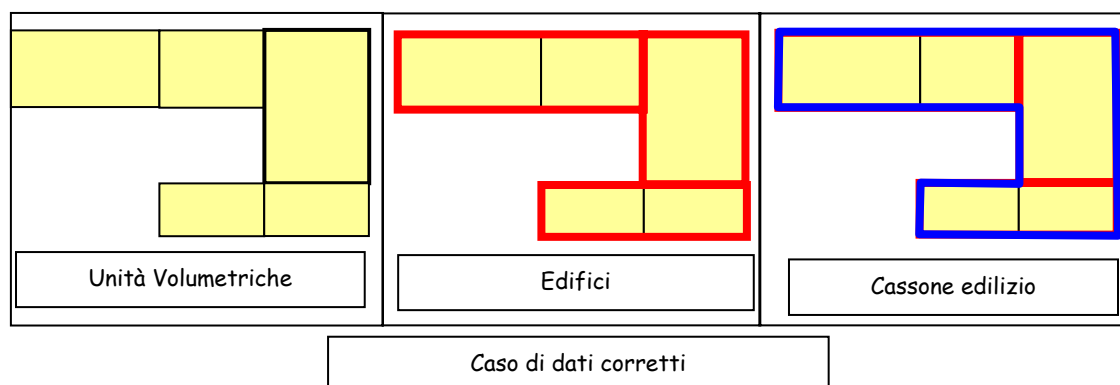 Unità Volumetriche
Edifici
Cassone edilizio
Caso di dati corretti